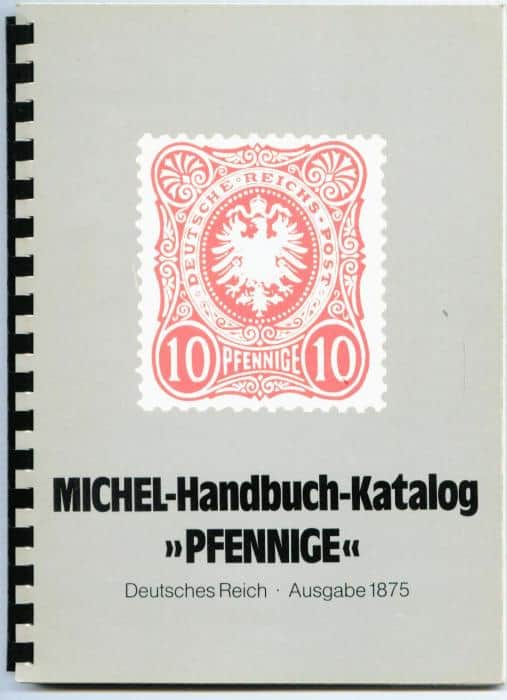 DEUTSCHE REICHS-POST
10 PFENNIGE 10
MICHEL-Handbuch-Katalog
»PFENNIGE«
Deutsches Reich · Ausgabe 1875